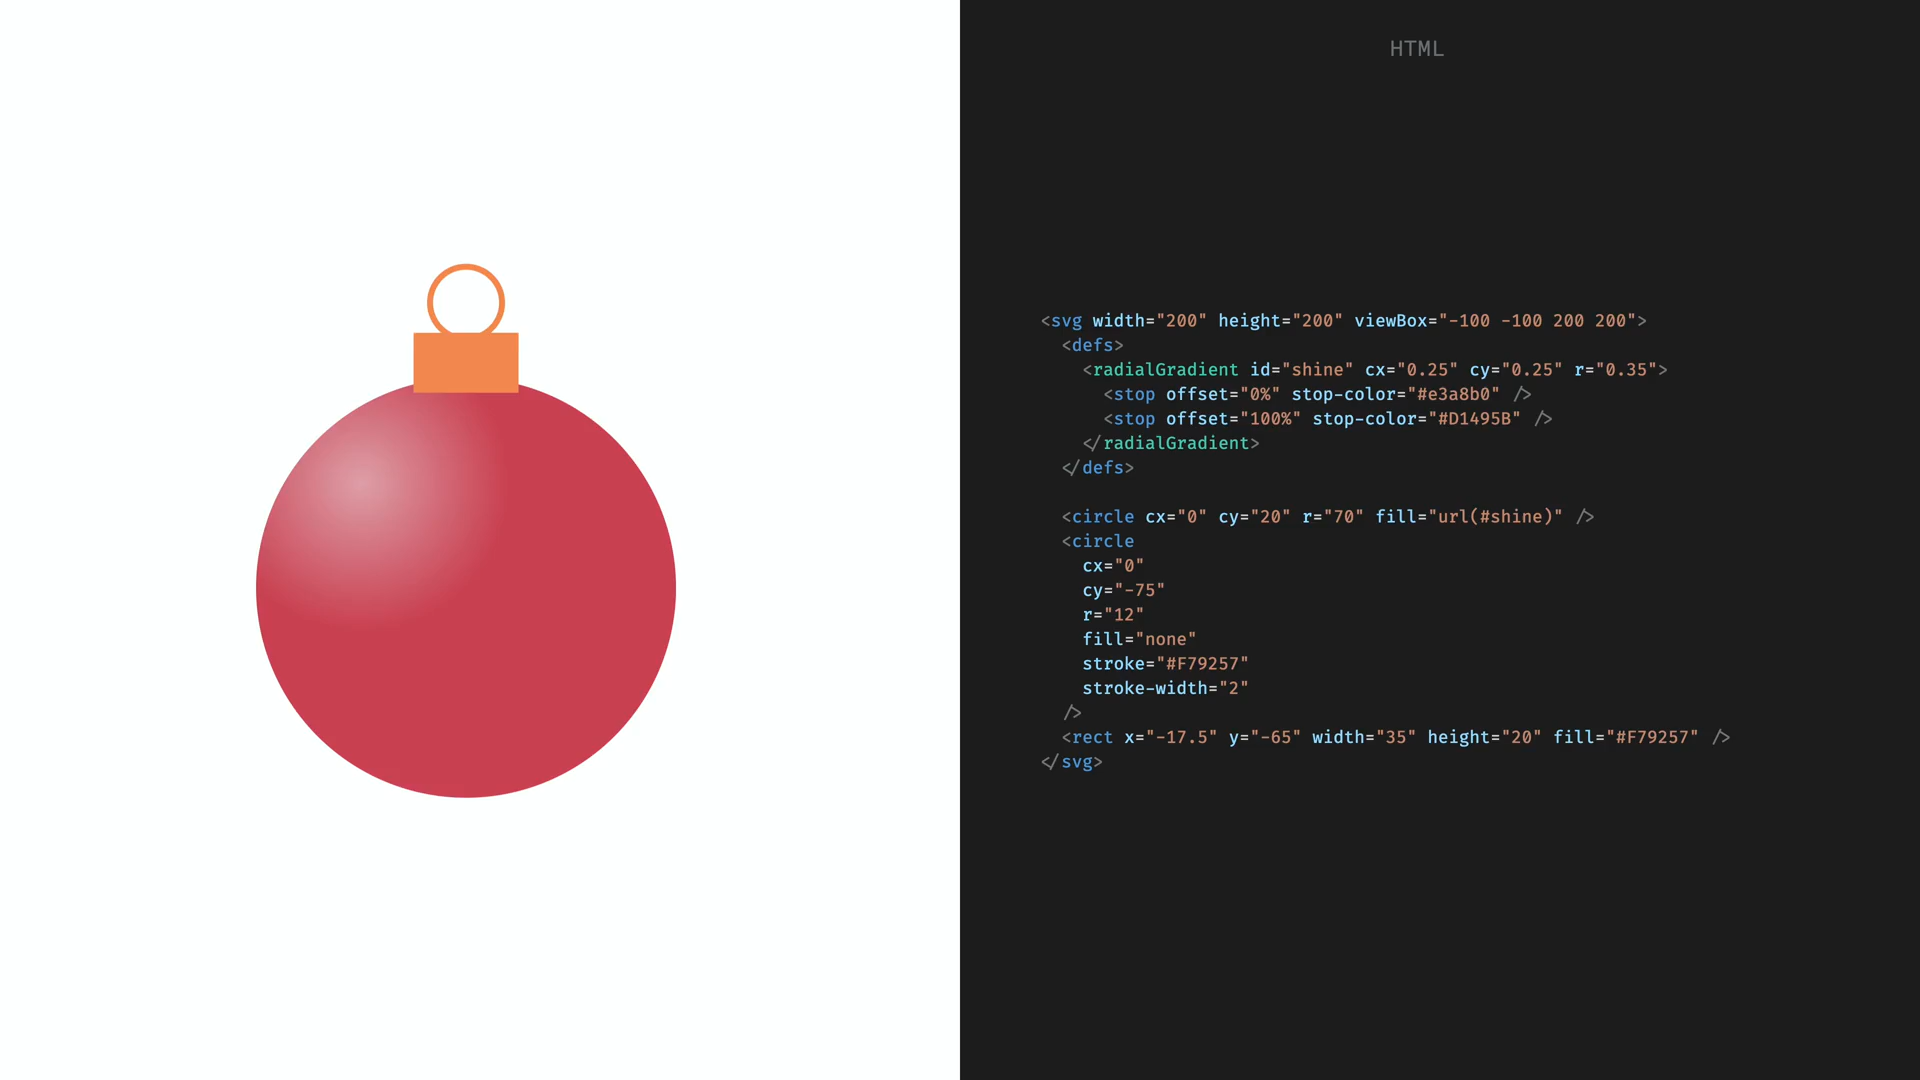 HTML
<svg width="200" height="200" viewBox="-100 -100 200 200">
<defs>
<radialGradient id="shine" cx="0.25" cy="0.25" r="0.35">
<stop offset="0%" stop-color="#e3a8b0" />
<stop offset="100%" stop-color="#D1495B" />
</radialGradient>
</defs>
<circle cx="0" cy="20" r="70" fill="url(#shine)" />
<circle
cx="0"
cy="-75"
r="12"
fill="none"
stroke="#F79257"
stroke-width="2"
/>
<rect x="-17.5" y="-65" width="35" height="20" fill="#F79257" />
</svg>